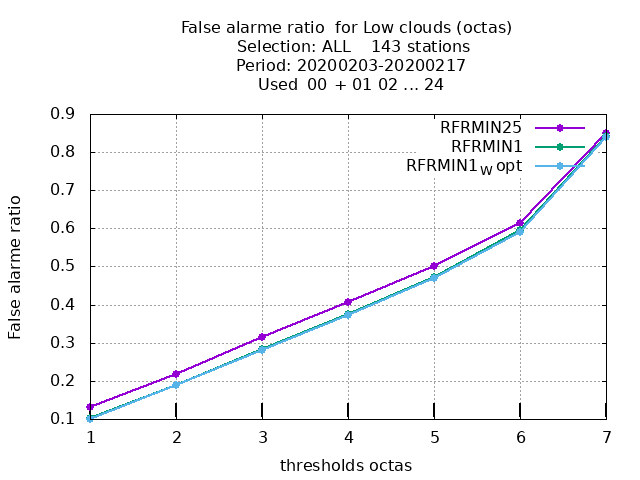 False alarme ratio  for Low clouds (octas)
Selection: ALL    143 stations
Period: 20200203-20200217
Used  00 + 01 02 ... 24
RFRMIN25
RFRMIN1
RFRMIN1W opt
False alarme ratio
0.9
0.8
0.7
0.6
0.5
0.4
0.3
0.2
0.1
1 2 3 4 5 6 7
thresholds octas